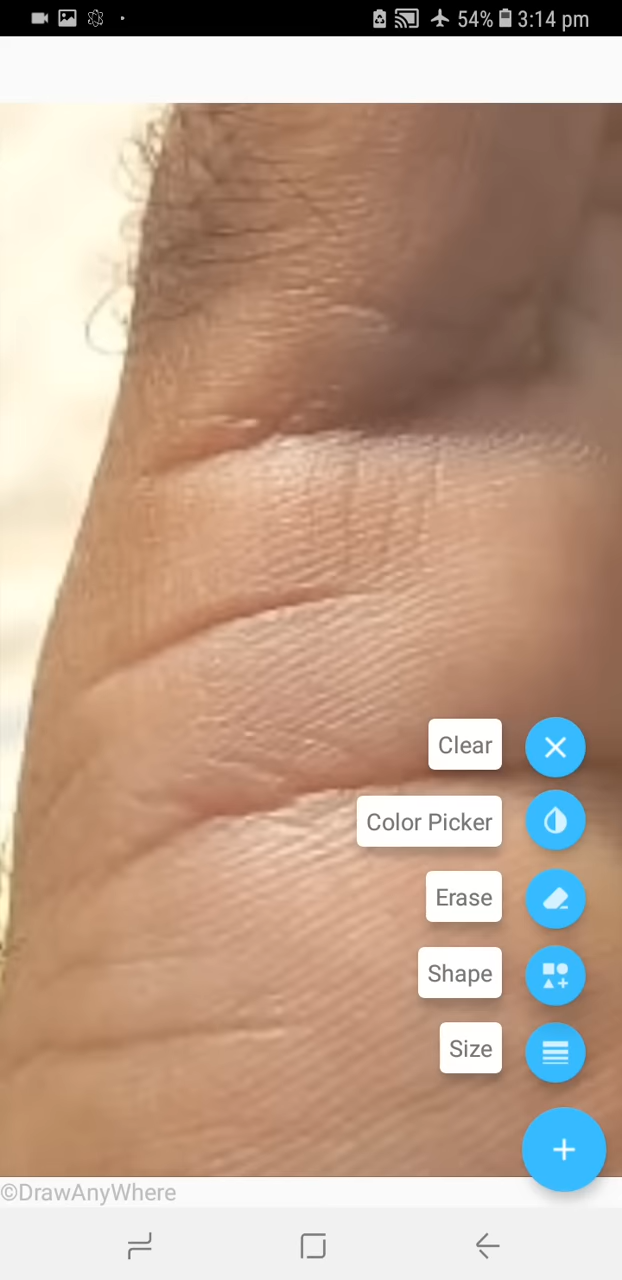 54% 3:14 pm
Clear
Color Picker
Erase
Shape
Size
©DrawAnyWhere